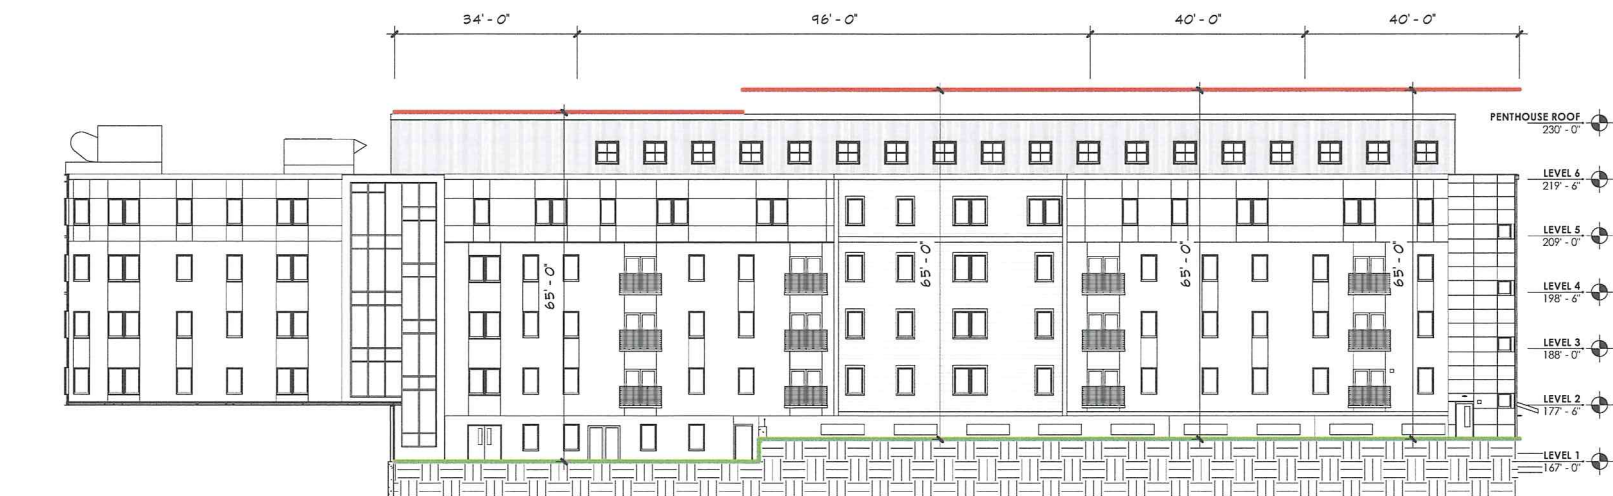 34' - 0"
96' - 0"
40' - 0"
40' - 0"
PENTHOUSE ROOF
230' - 0"
LEVEL 6
219' - 6"
LEVEL 5
209' - 0"
65' - 0"
65' - 0"
65' - 0"
65' - 0"
LEVEL 4
198' - 6"
LEVEL 3
188' - 0"
LEVEL 2
177' - 6"
LEVEL 1
167' - 0"